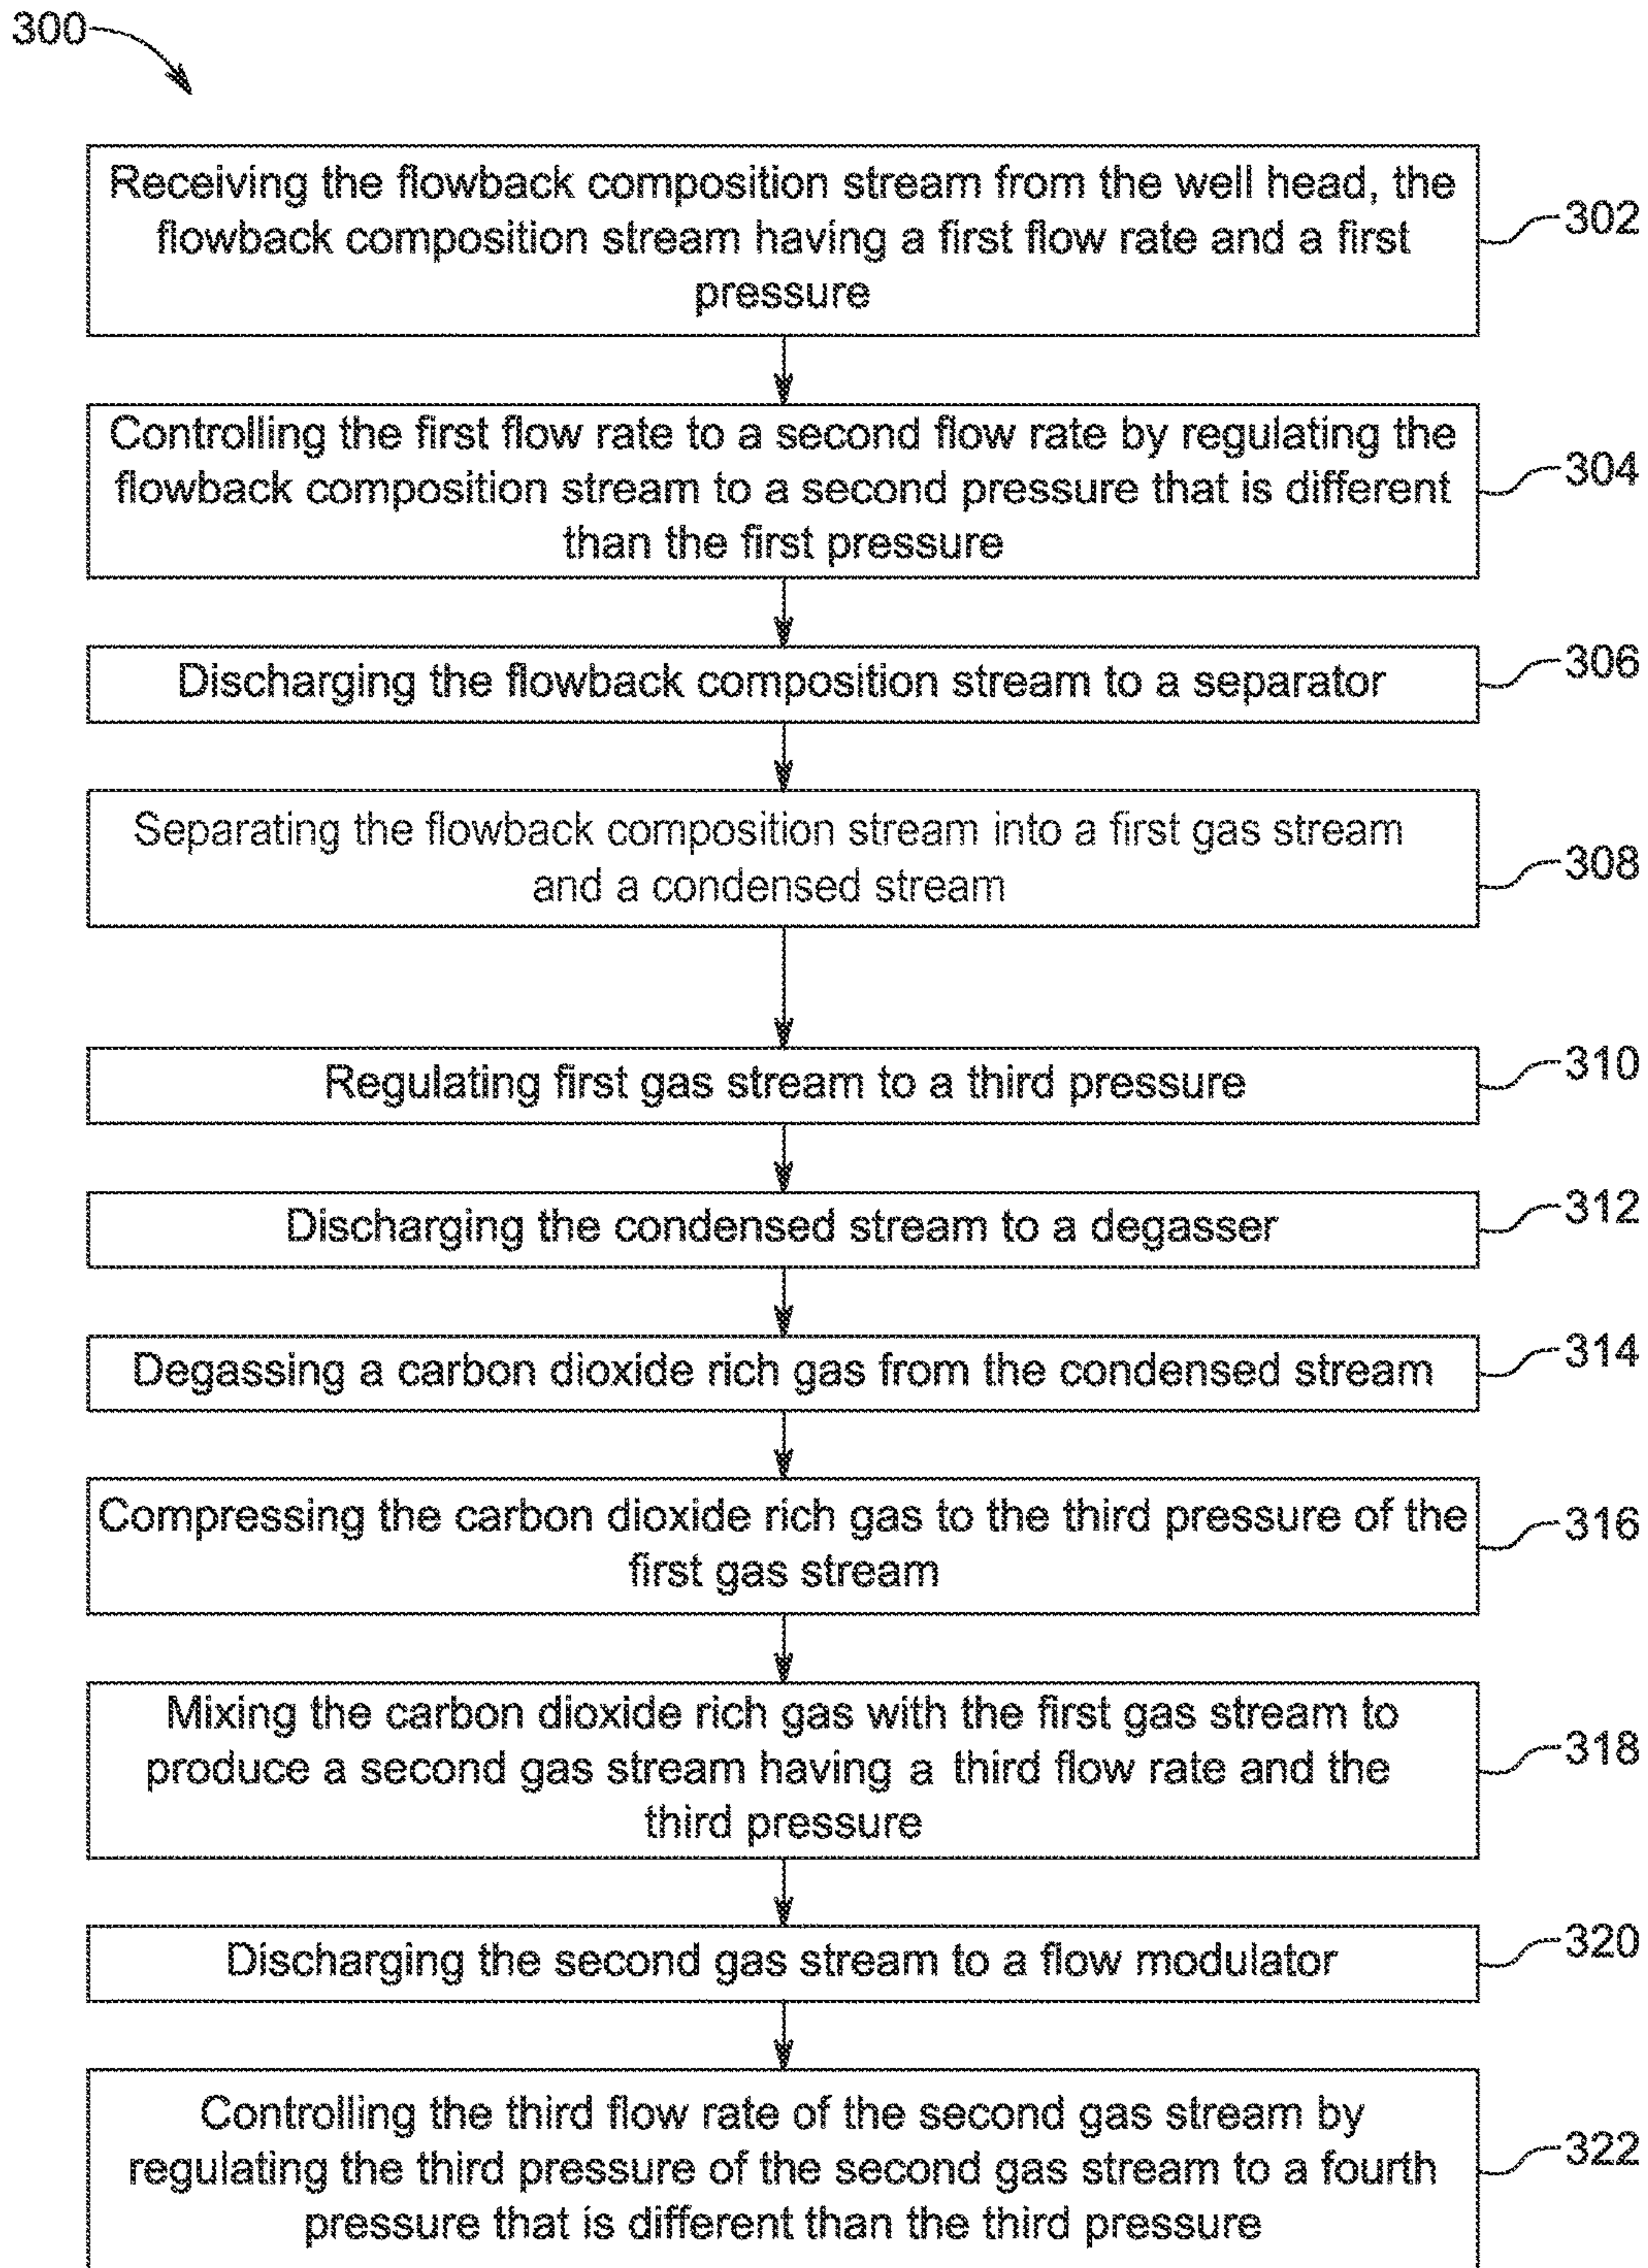 300
Receiving the flowback composition stream from the well head, the
flowback composition stream having a first flow rate and a first
pressure
302
Controlling the first flow rate to a second flow rate by regulating the
flowback composition stream to a second pressure that is different
than the first pressure
304
Discharging the flowback composition stream to a separator
306
Separating the flowback composition stream into a first gas stream
and a condensed stream
308
Regulating first gas stream to a third pressure
310
Discharging the condensed stream to a degasser
312
Degassing a carbon dioxide rich gas from the condensed stream
314
Compressing the carbon dioxide rich gas to the third pressure of the
first gas stream
316
Mixing the carbon dioxide rich gas with the first gas stream to
produce a second gas stream having a third flow rate and the
third pressure
318
Discharging the second gas stream to a flow modulator
320
Controlling the third flow rate of the second gas stream by
regulating the third pressure of the second gas stream to a fourth
pressure that is different than the third pressure
322